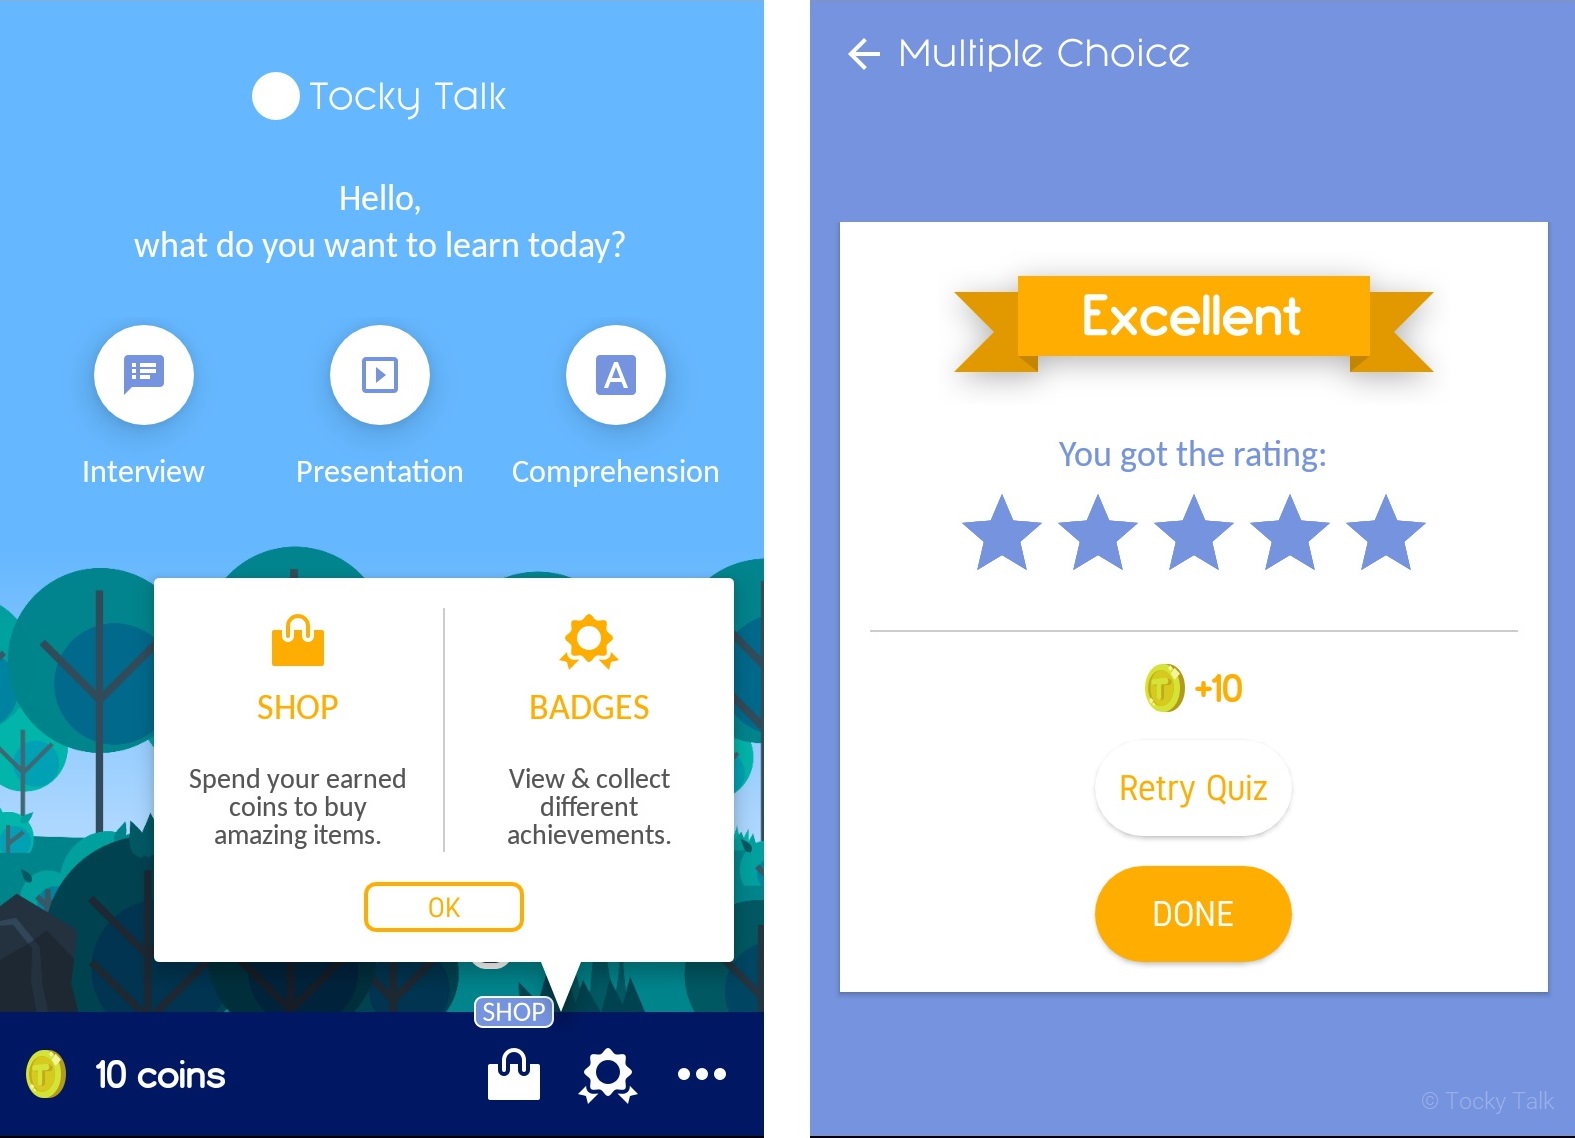 Tocky Talk
Hello,
what do you want to learn today?
Interview
Presentation
Comprehension
SHOP
Spend your earned
coins to buy
amazing items.
BADGES
View & collect
different
achievements.
OK
SHOP
T
10 coins
Multiple Choice
Excellent
You got the rating:
T
+10
Retry Quiz
DONE
© Tocky Talk